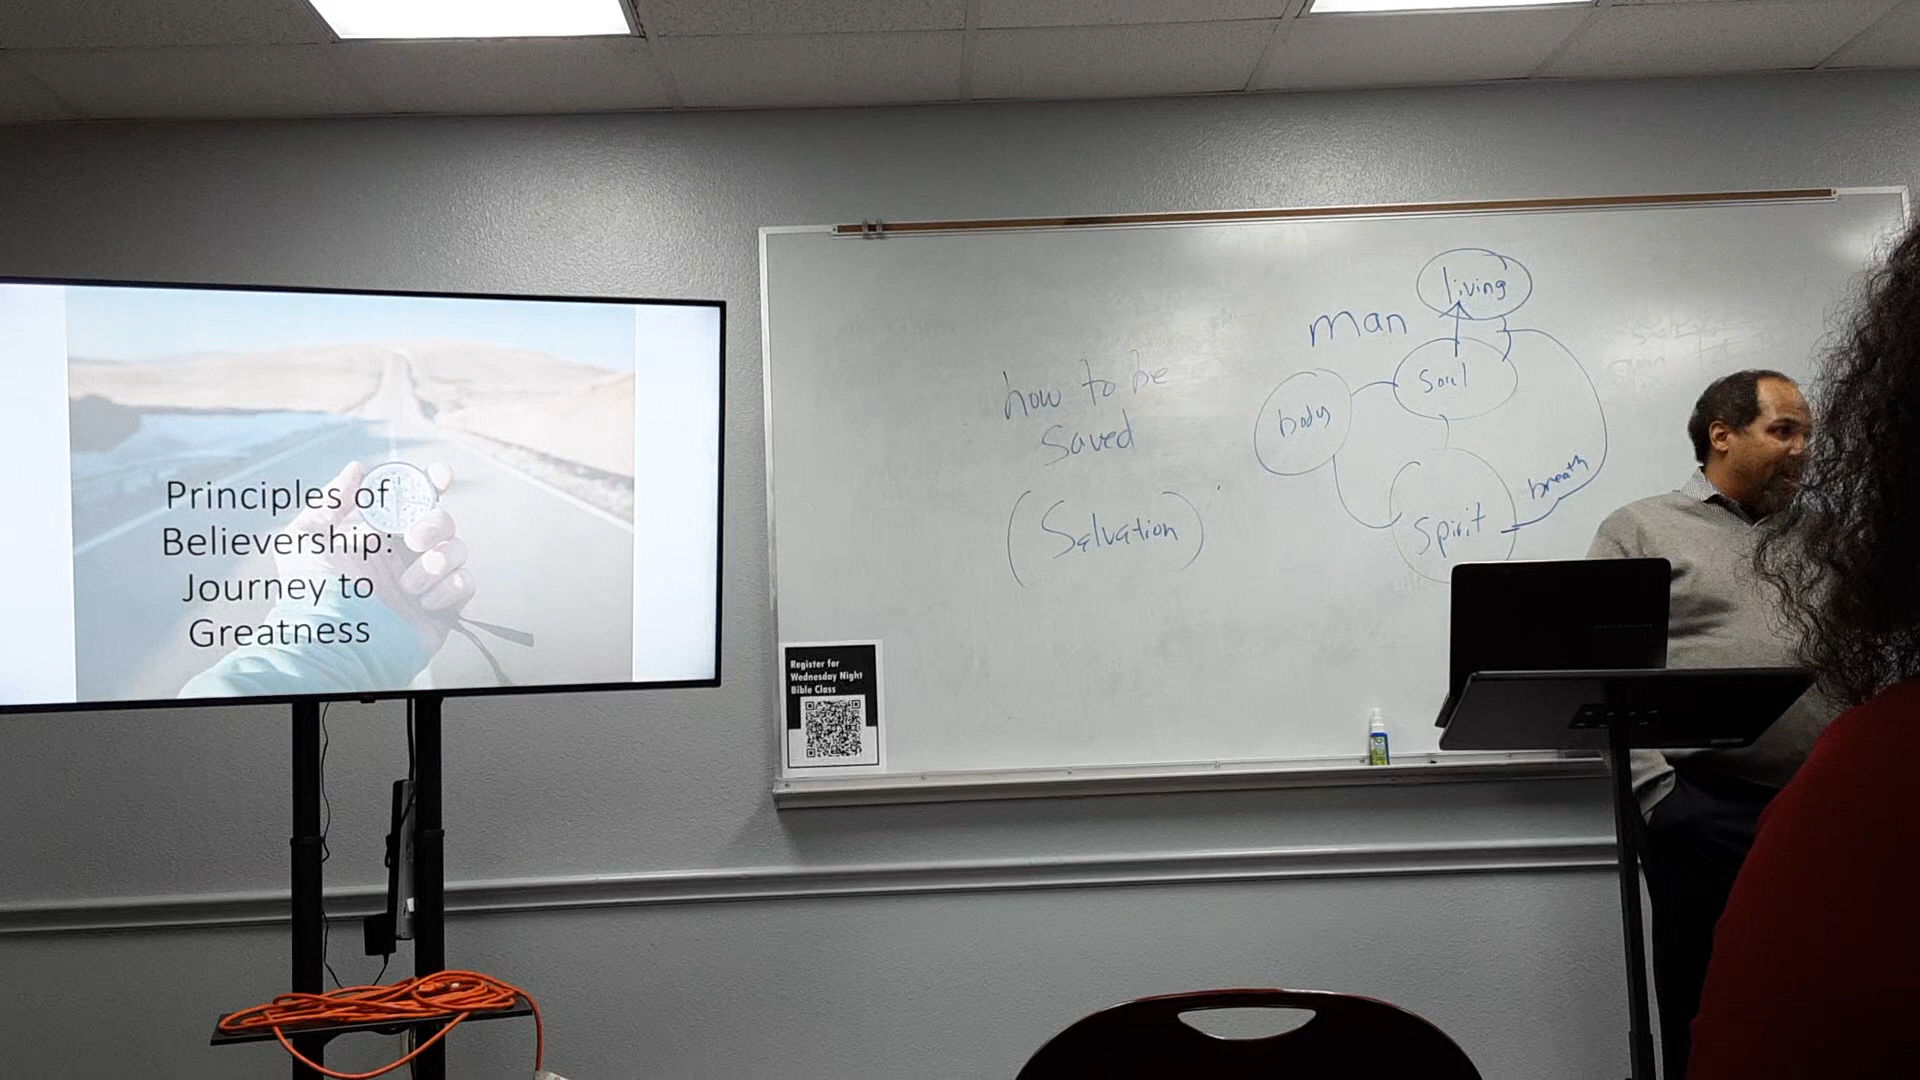 Principles of
Believership:
Journey to
Greatness
how to be
saved
(Salvation)
man
living
soul
body
spirit
breath
Register for
Wednesday Night
Bible Class